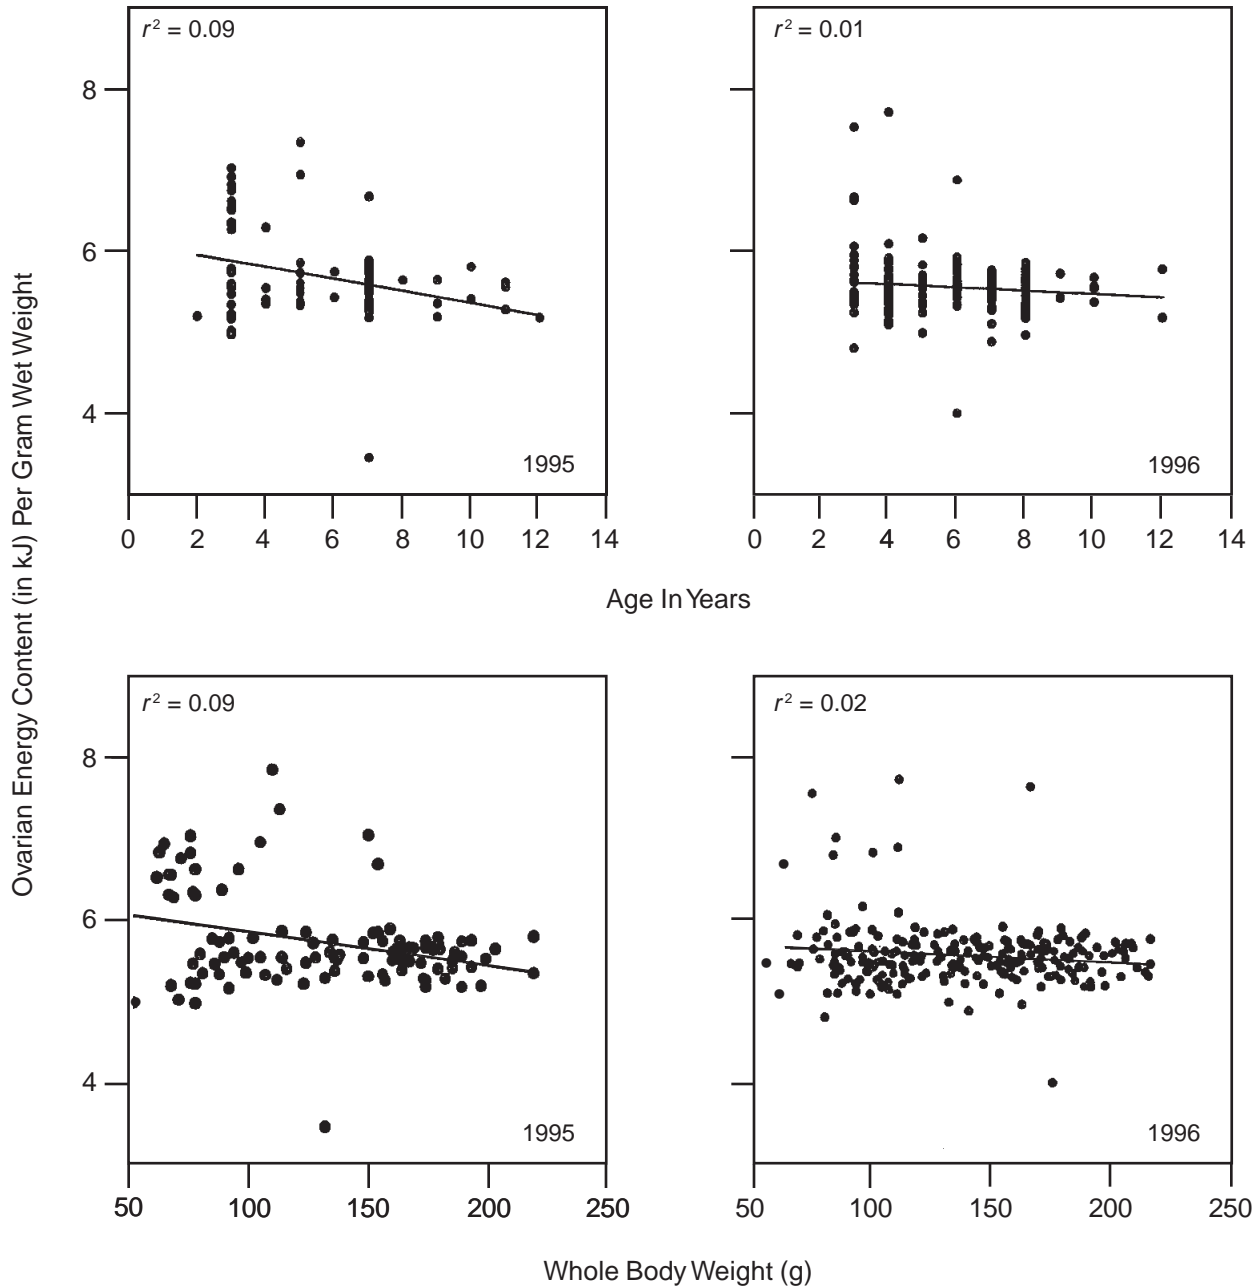 Ovarian Energy Content (in kJ) Per Gram Wet Weight
r² = 0.09
8
6
4
1995
0 2 4 6 8 10 12 14
r² = 0.01
1996
0 2 4 6 8 10 12 14
Age In Years
r² = 0.09
8
6
4
1995
50 100 150 200 250
r² = 0.02
1996
50 100 150 200 250
Whole Body Weight (g)